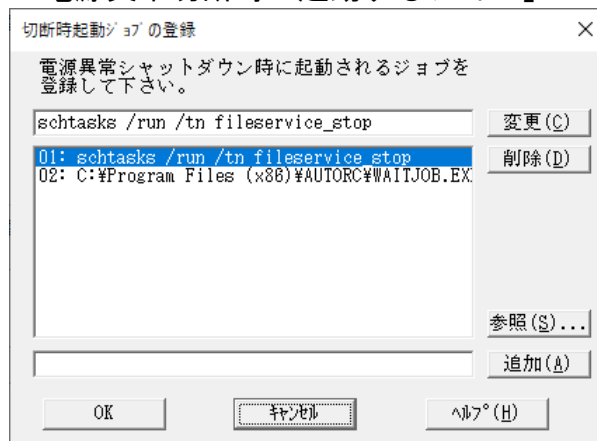 切断時起動ｼﾞｮﾌﾞの登録
電源異常シャットダウン時に起動されるジョブを
登録して下さい。
schtasks /run /tn fileservice_stop
変更(C)
01: schtasks /run /tn fileservice_stop
削除(D)
02: C:¥Program Files (x86)¥AUTORC¥WAITJOB.EX
参照(S)...
追加(A)
OK
ｷｬﾝｾﾙ
ﾍﾙﾌﾟ(H)